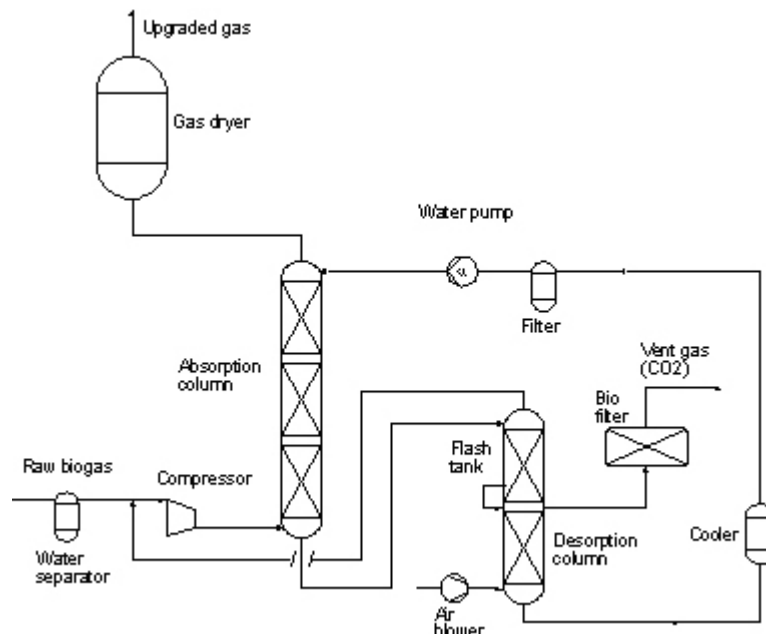 Upgraded gas
Gas dryer
Water pump
Filter
Vent gas
(CO2)
Absorption
column
Bio
filter
Raw biogas
Compressor
Flash
tank
Water
separator
Desorption
column
Cooler
Air
blower